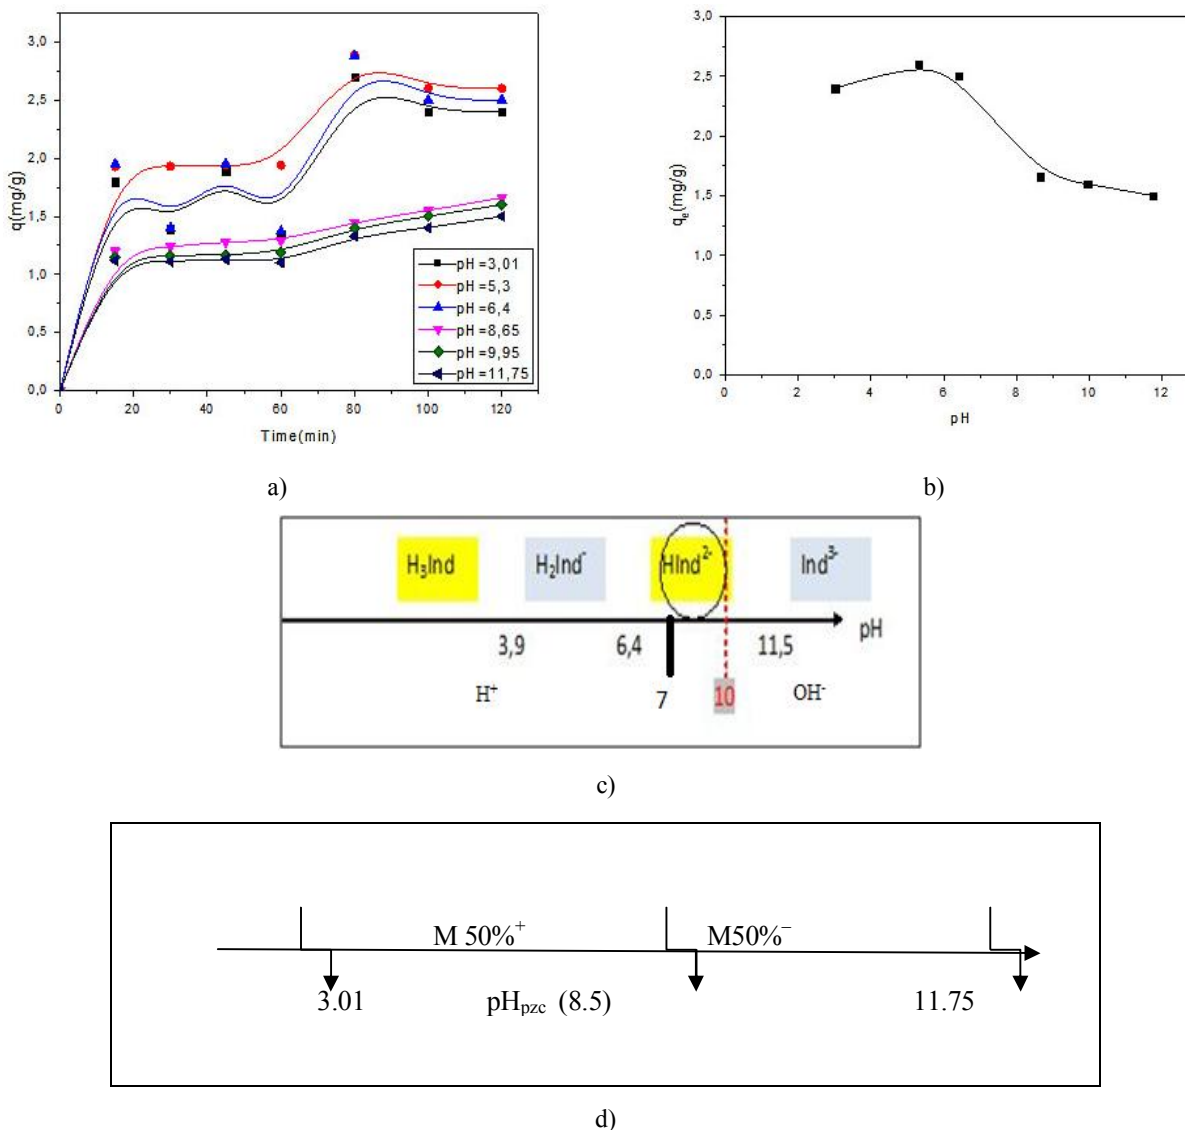 3,0
2,5
2,0
1,5
1,0
0,5
0,0
q(mg/g)
0 20 40 60 80 100 120
Time(min)
pH =3,01
pH =5,3
pH =6,4
pH =8,65
pH =9,95
pH =11,75
a)
3,0
2,5
2,0
1,5
1,0
0,5
0,0
qe(mg/g)
0 2 4 6 8 10 12
pH
b)
H3Ind H2Ind- HInd2- Ind3-
pH
3,9 6,4 11,5
H+ 7 10 OH-
c)
M 50%+ M50%−
3.01 pHpzc (8.5) 11.75
d)